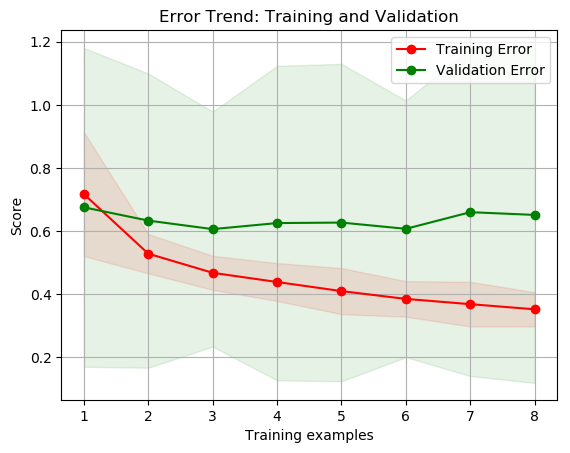 Error Trend: Training and Validation
Training Error
Validation Error
1.2
1.0
0.8
0.6
0.4
0.2
Score
1 2 3 4 5 6 7 8
Training examples